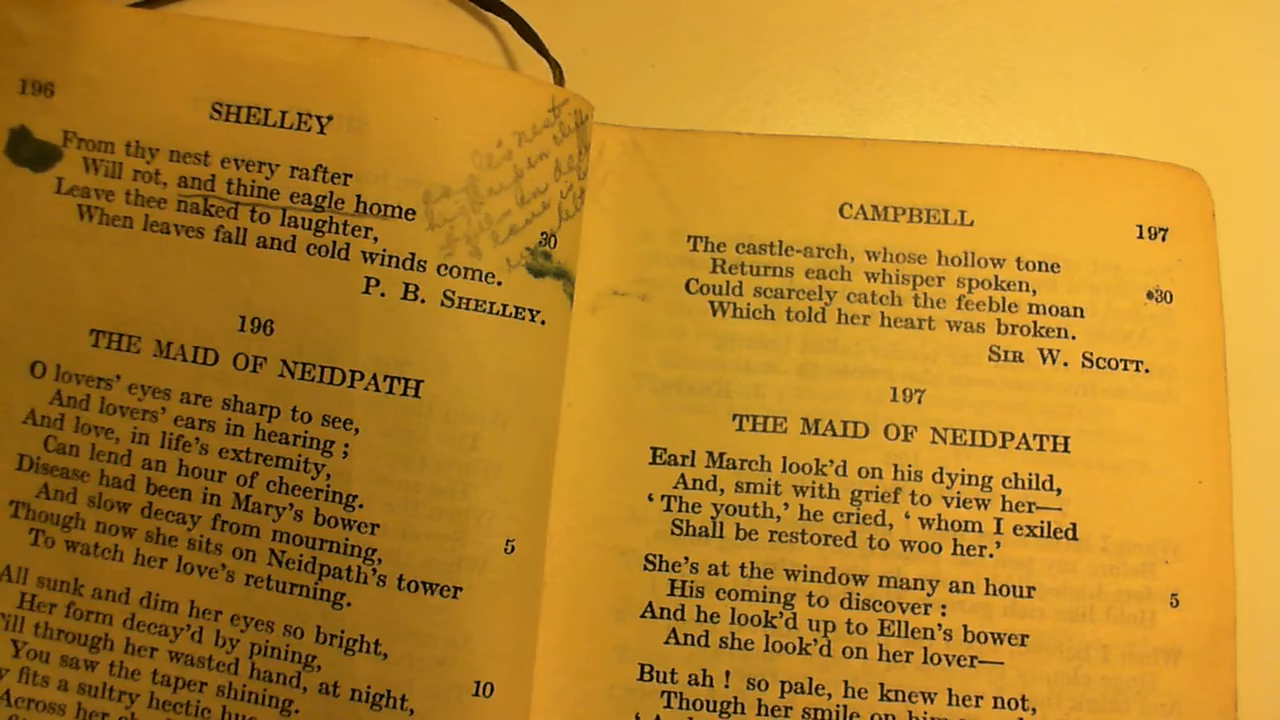 196
SHELLEY
From thy nest every rafter
Will rot, and thine eagle home
Leave thee naked to laughter,
When leaves fall and cold winds come.
30
P. B. SHELLEY.
196
THE MAID OF NEIDPATH
O lovers' eyes are sharp to see,
And lovers' ears in hearing ;
And love, in life's extremity,
Can lend an hour of cheering.
Disease had been in Mary's bower
5
And slow decay from mourning,
Though now she sits on Neidpath's tower
To watch her love's returning.
All sunk and dim her eyes so bright,
Her form decay'd by pining,
through her wasted hand, at night,
10
You saw the taper shining.
fits a sultry hectic
Across her
CAMPBELL
197
The castle-arch, whose hollow tone
Returns each whisper spoken,
Could scarcely catch the feeble moan
30
Which told her heart was broken.
SIR W. SCOTT.
197
THE MAID OF NEIDPATH
Earl March look'd on his dying child,
And, smit with grief to view her—
‘ The youth,’ he cried, ‘ whom I exiled
Shall be restored to woo her.’
She's at the window many an hour
5
His coming to discover :
And he look'd up to Ellen's bower
And she look'd on her lover—
But ah ! so pale, he knew her not,
Though her smile on him